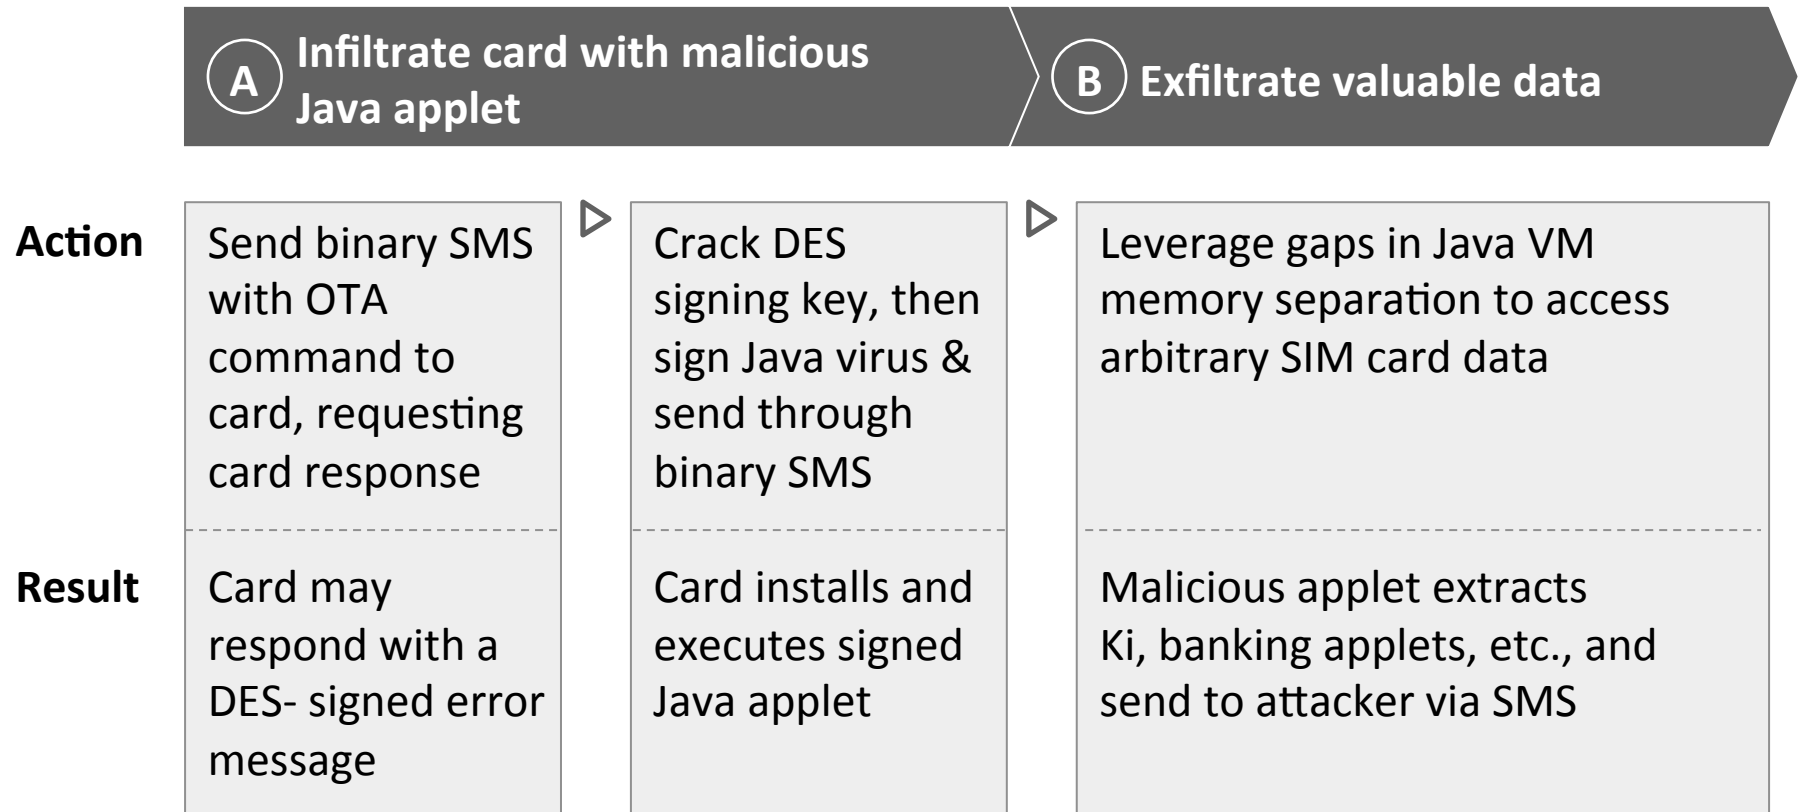 A
Infiltrate card with malicious
Java applet
B
Exfiltrate valuable data
Action
Send binary SMS
with OTA
command to
card, requesting
card response
Crack DES
signing key, then
sign Java virus &
send through
binary SMS
Leverage gaps in Java VM
memory separation to access
arbitrary SIM card data
Result
Card may
respond with a
DES- signed error
message
Card installs and
executes signed
Java applet
Malicious applet extracts
Ki, banking applets, etc., and
send to attacker via SMS